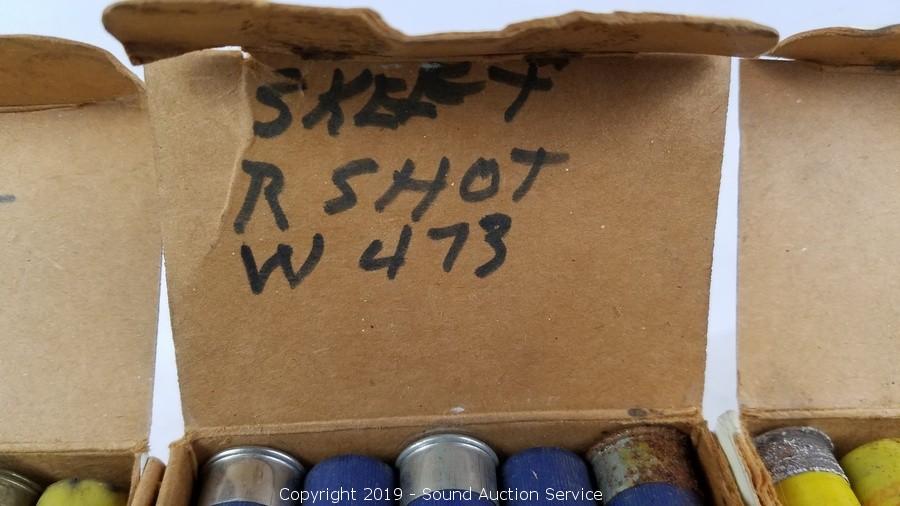 SKEET
R SHOT
W 473
Copyright 2019 - Sound Auction Service